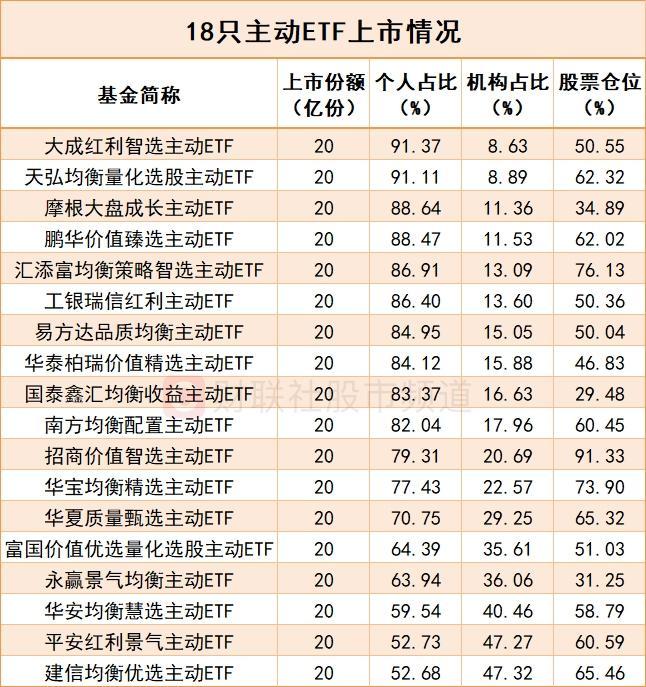 18只主动ETF上市情况
基金简称 上市份额（亿份） 个人占比（%） 机构占比（%） 股票仓位（%）
大成红利智选主动ETF 20 91.37 8.63 50.55
天弘均衡量化选股主动ETF 20 91.11 8.89 62.32
摩根大盘成长主动ETF 20 88.64 11.36 34.89
鹏华价值臻选主动ETF 20 88.47 11.53 62.02
汇添富均衡策略智选主动ETF 20 86.91 13.09 76.13
工银瑞信红利主动ETF 20 86.40 13.60 50.36
易方达品质均衡主动ETF 20 84.95 15.05 50.04
华泰柏瑞价值精选主动ETF 20 84.12 15.88 46.83
国泰鑫汇均衡收益主动ETF 20 83.37 16.63 29.48
财联社股市频道
南方均衡配置主动ETF 20 82.04 17.96 60.45
招商价值智选主动ETF 20 79.31 20.69 91.33
华宝均衡精选主动ETF 20 77.43 22.57 73.90
华夏质量甄选主动ETF 20 70.75 29.25 65.32
富国价值优选量化选股主动ETF 20 64.39 35.61 51.03
永赢景气均衡主动ETF 20 63.94 36.06 31.25
华安均衡慧选主动ETF 20 59.54 40.46 58.79
平安红利景气主动ETF 20 52.73 47.27 60.59
建信均衡优选主动ETF 20 52.68 47.32 65.46